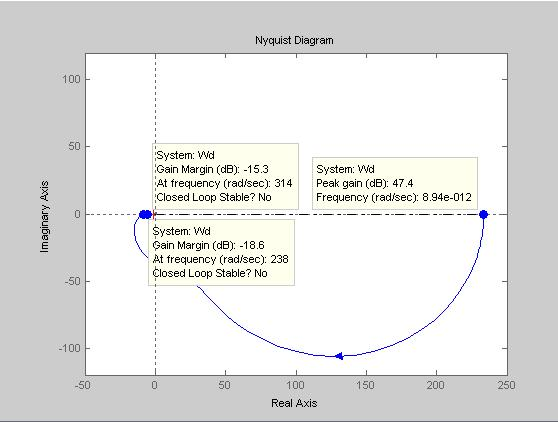 Nyquist Diagram
100
50
0
-50
-100
Imaginary Axis
System: Wd
Gain Margin (dB): -15.3
At frequency (rad/sec): 314
Closed Loop Stable? No
System: Wd
Peak gain (dB): 47.4
Frequency (rad/sec): 8.94e-012
System: Wd
Gain Margin (dB): -18.6
At frequency (rad/sec): 238
Closed Loop Stable? No
-50
0
50
100
150
200
250
Real Axis